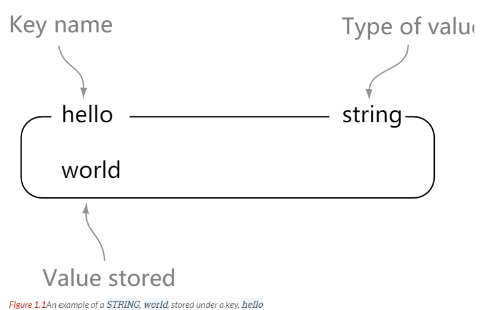 Key name
Type of valu
hello
string
world
Value stored
Figure 1.1An example of a STRING, world, stored under a key, hello